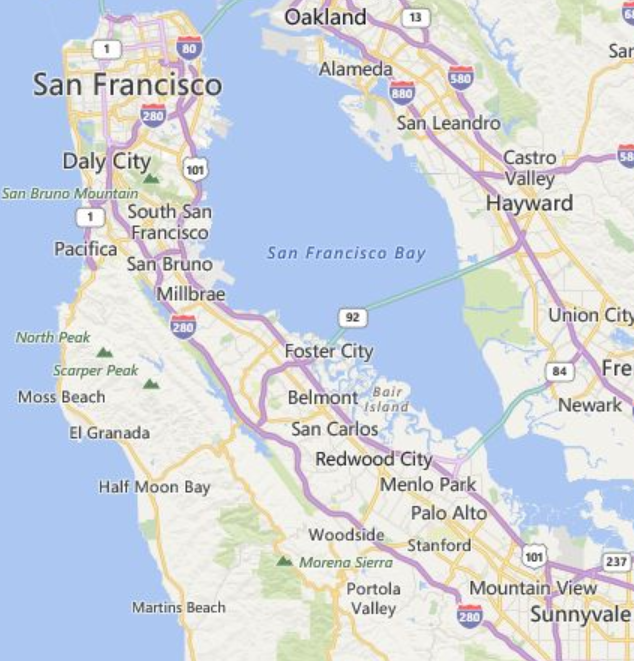 Oakland
13
1
80
Alameda
580
San Francisco
880
280
San Leandro
Daly City
101
Castro
Valley
58
San Bruno Mountain
Hayward
1
South San
Francisco
Pacifica
San Francisco Bay
San Bruno
Millbrae
92
Union City
280
North Peak
Foster City
Scarper Peak
84
Fre
Moss Beach
Belmont
Bair
Island
Newark
El Granada
San Carlos
Redwood City
Half Moon Bay
Menlo Park
Palo Alto
Woodside
Stanford
101
237
Morena Sierra
Portola
Valley
Mountain View
Martins Beach
280
Sunnyvale